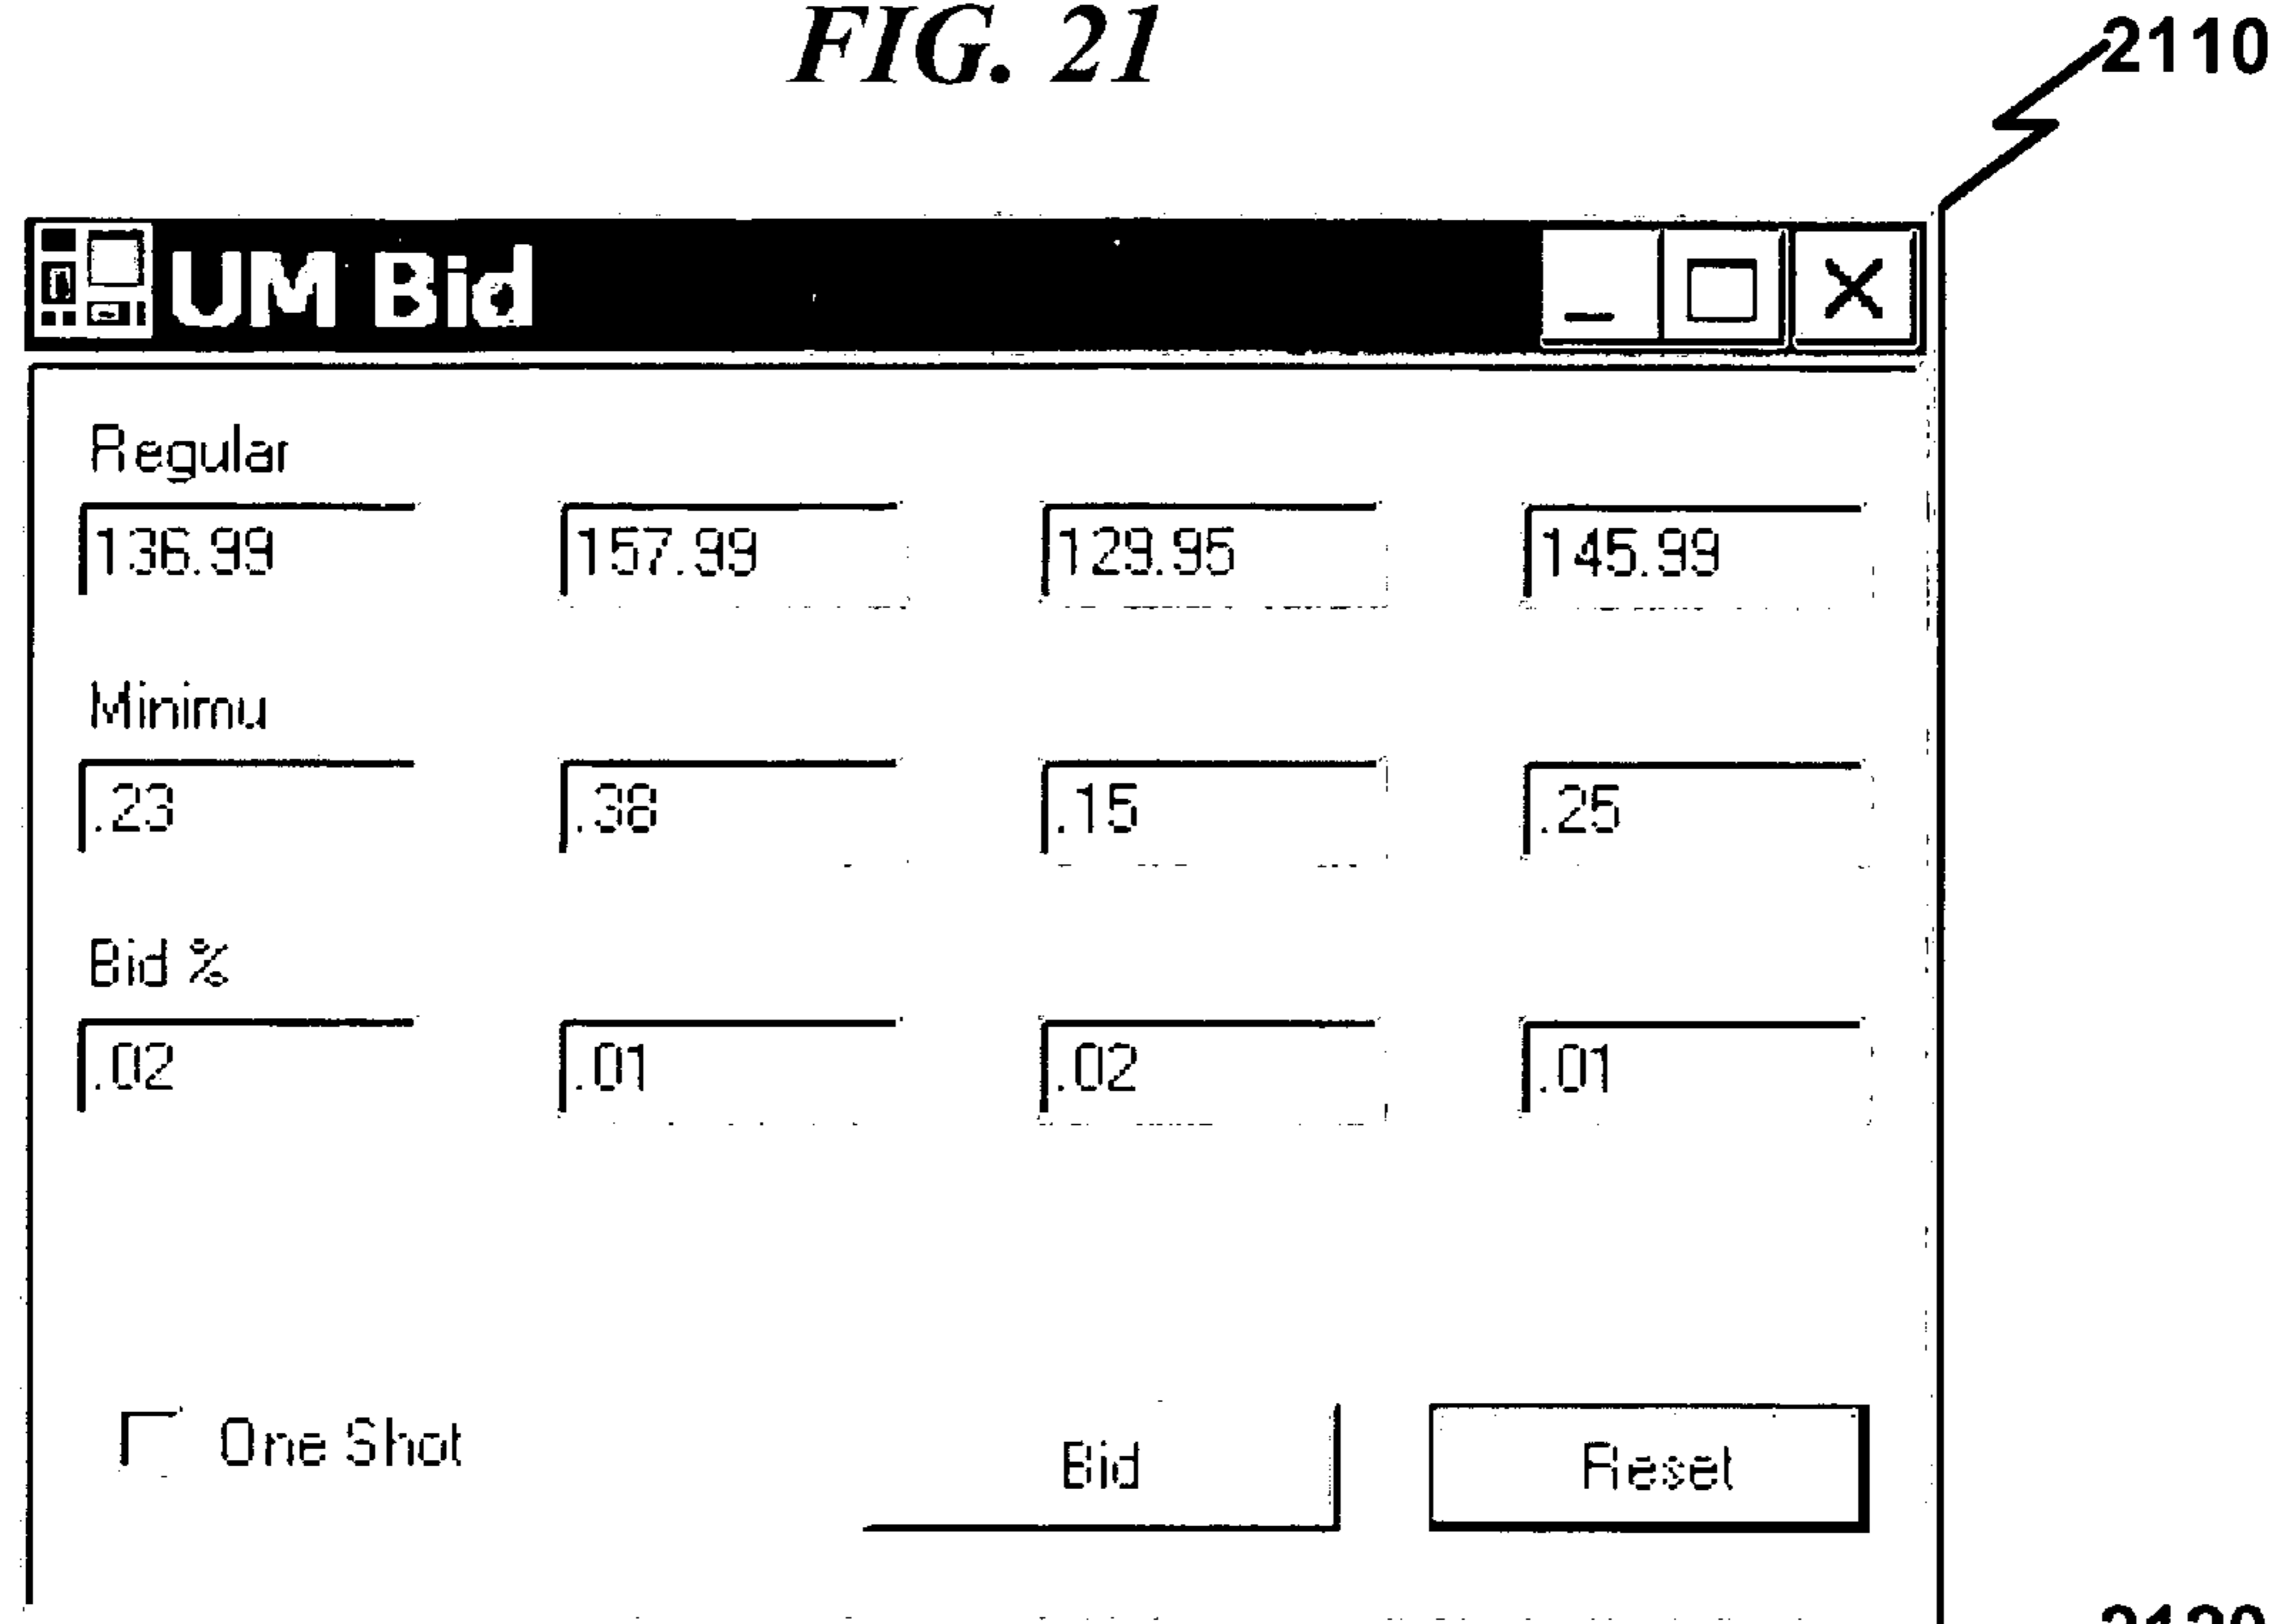 FIG. 21
2110
UM Bid
Regular
136.99 157.99 129.95 145.99
Minimu
.23 .38 .15 .25
Bid %
.02 .01 .02 .01
One Shot Bid Reset